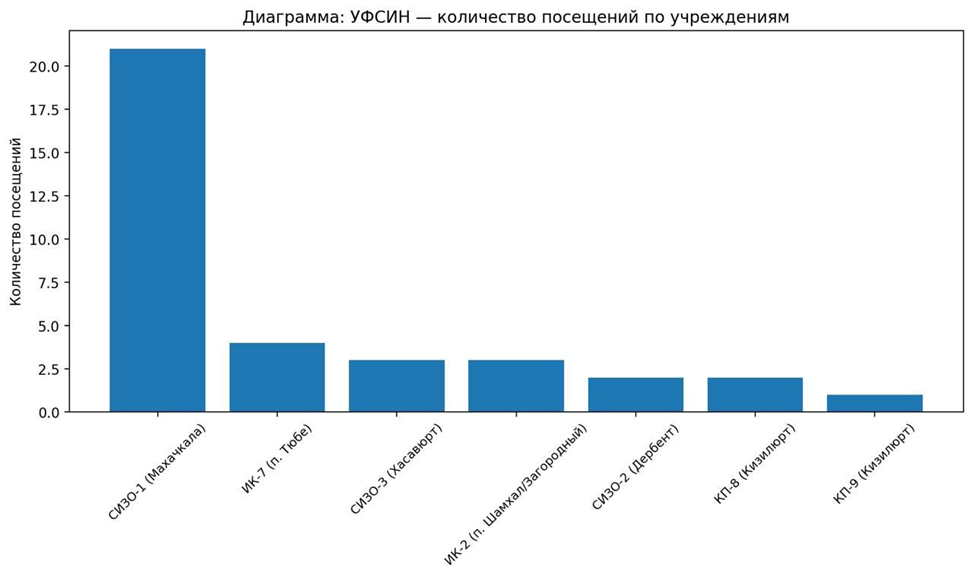 Диаграмма: УФСИН — количество посещений по учреждениям
Количество посещений
20.0
17.5
15.0
12.5
10.0
7.5
5.0
2.5
0.0
СИЗО-1 (Махачкала)
ИК-7 (п. Тюбе)
СИЗО-3 (Хасавюрт)
ИК-2 (п. Шамхал/Загородный)
СИЗО-2 (Дербент)
КП-8 (Кизилюрт)
КП-9 (Кизилюрт)